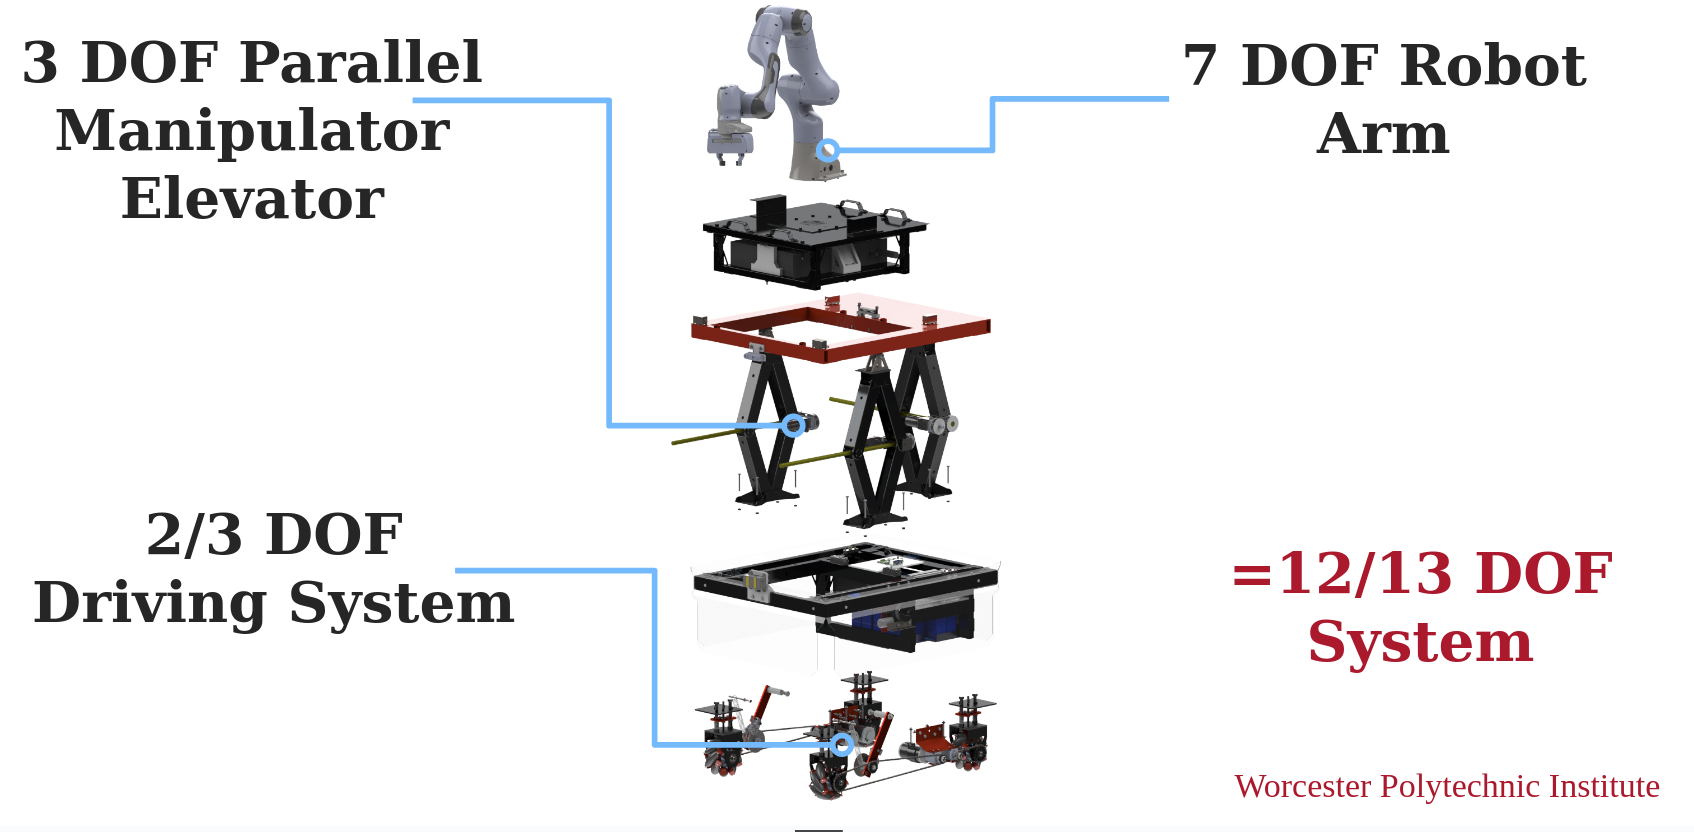 3 DOF Parallel
Manipulator
Elevator
7 DOF Robot
Arm
2/3 DOF
Driving System
=12/13 DOF
System
Worcester Polytechnic Institute